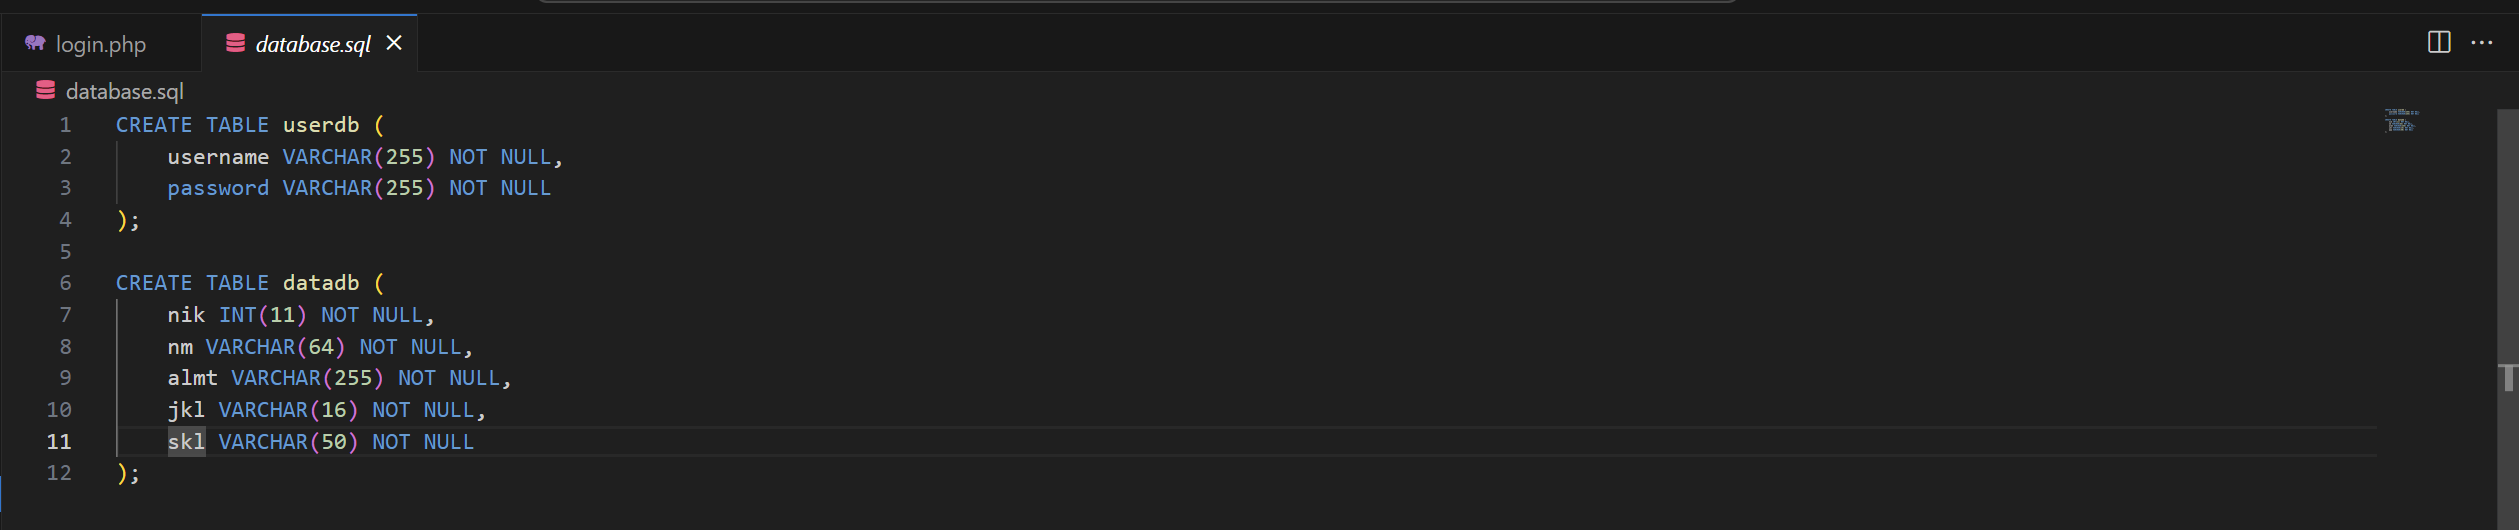 login.php
database.sql
database.sql
1 CREATE TABLE userdb (
2 username VARCHAR(255) NOT NULL,
3 password VARCHAR(255) NOT NULL
4 );
5
6 CREATE TABLE datadb (
7 nik INT(11) NOT NULL,
8 nm VARCHAR(64) NOT NULL,
9 almt VARCHAR(255) NOT NULL,
10 jkl VARCHAR(16) NOT NULL,
11 skl VARCHAR(50) NOT NULL
12 );